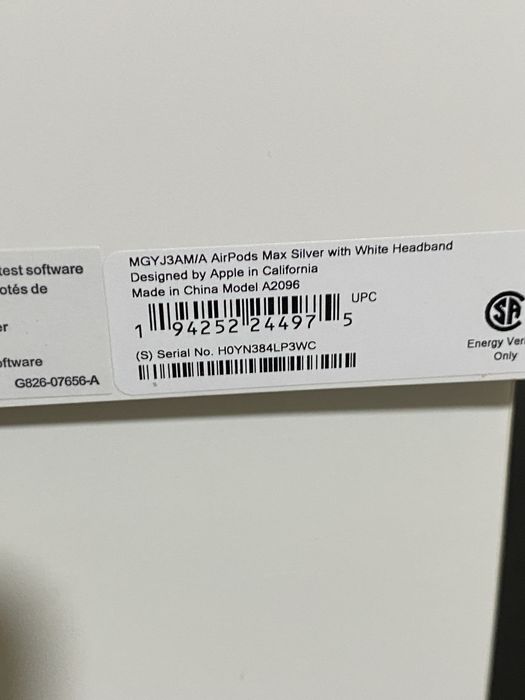 test software
otés de
er
oftware
G826-07656-A
MGYJ3AM/A AirPods Max Silver with White Headband
Designed by Apple in California
Made in China Model A2096
UPC
1 94252 24497 5
(S) Serial No. H0YN384LP3WC
SA
Energy Ver
Only